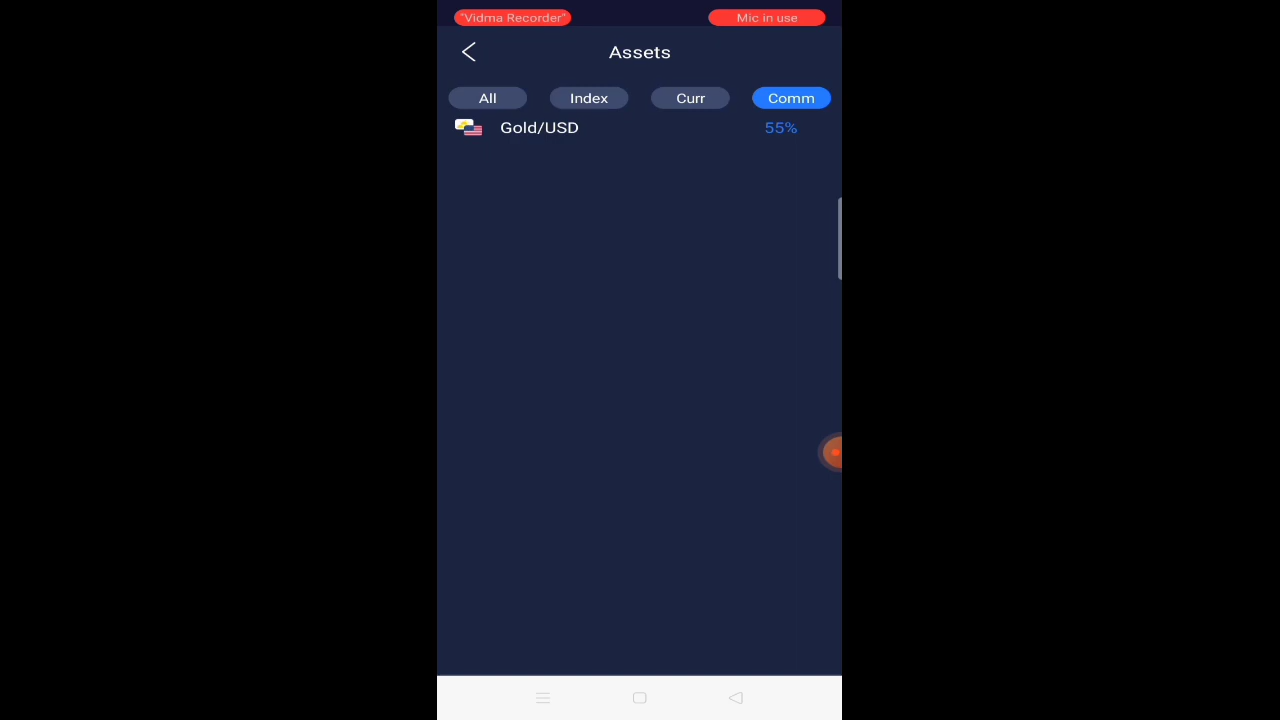 "Vidma Recorder" Mic in use
Assets
All Index Curr Comm
Gold/USD 55%